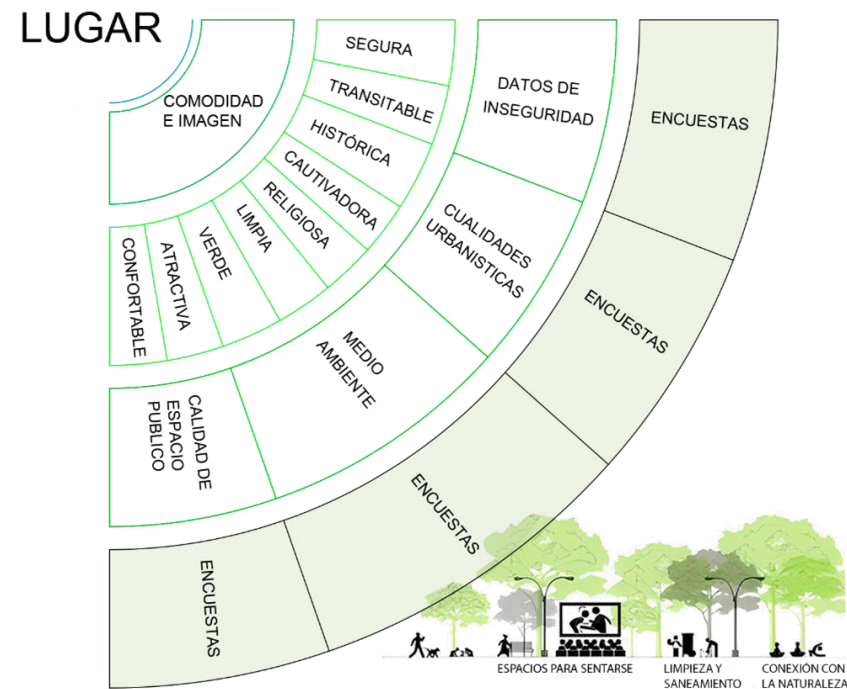 LUGAR
COMODIDAD
E IMAGEN
SEGURA
TRANSITABLE
HISTÓRICA
CAUTIVADORA
RELIGIOSA
LIMPIA
VERDE
ATRACTIVA
CONFORTABLE
DATOS DE
INSEGURIDAD
CUALIDADES
URBANISTICAS
MEDIO
AMBIENTE
CALIDAD DE
ESPACIO
PUBLICO
ENCUESTAS
ENCUESTAS
ENCUESTAS
ENCUESTAS
ESPACIOS PARA SENTARSE
LIMPIEZA Y
SANEAMIENTO
CONEXIÓN CON
LA NATURALEZA